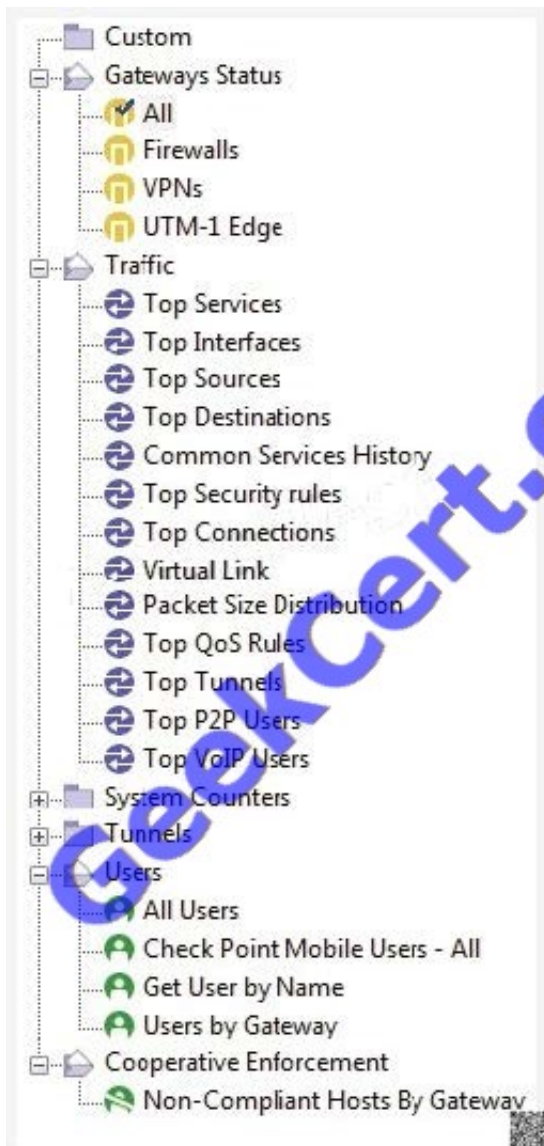 Custom
Gateways Status
All
Firewalls
VPNs
UTM-1 Edge
Traffic
Top Services
Top Interfaces
Top Sources
Top Destinations
Common Services History
Top Security rules
Top Connections
Virtual Link
Packet Size Distribution
Top QoS Rules
Top Tunnels
Top P2P Users
Top VoIP Users
System Counters
Tunnels
Users
All Users
Check Point Mobile Users - All
Get User by Name
Users by Gateway
Cooperative Enforcement
Non-Compliant Hosts By Gateway
GeekCert.